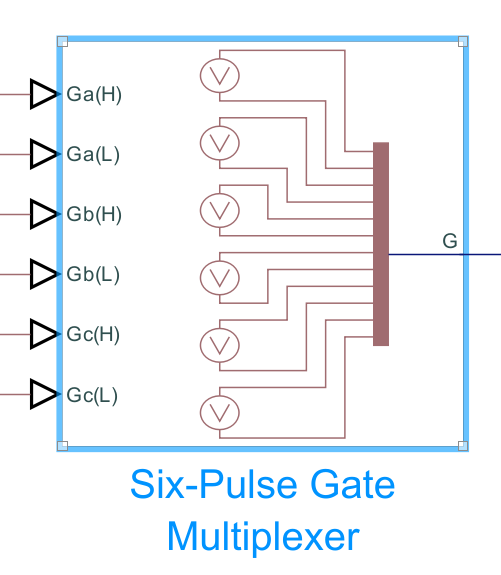 Ga(H)
Ga(L)
Gb(H)
Gb(L)
Gc(H)
Gc(L)
V
V
V
V
V
V
G
Six-Pulse Gate
Multiplexer